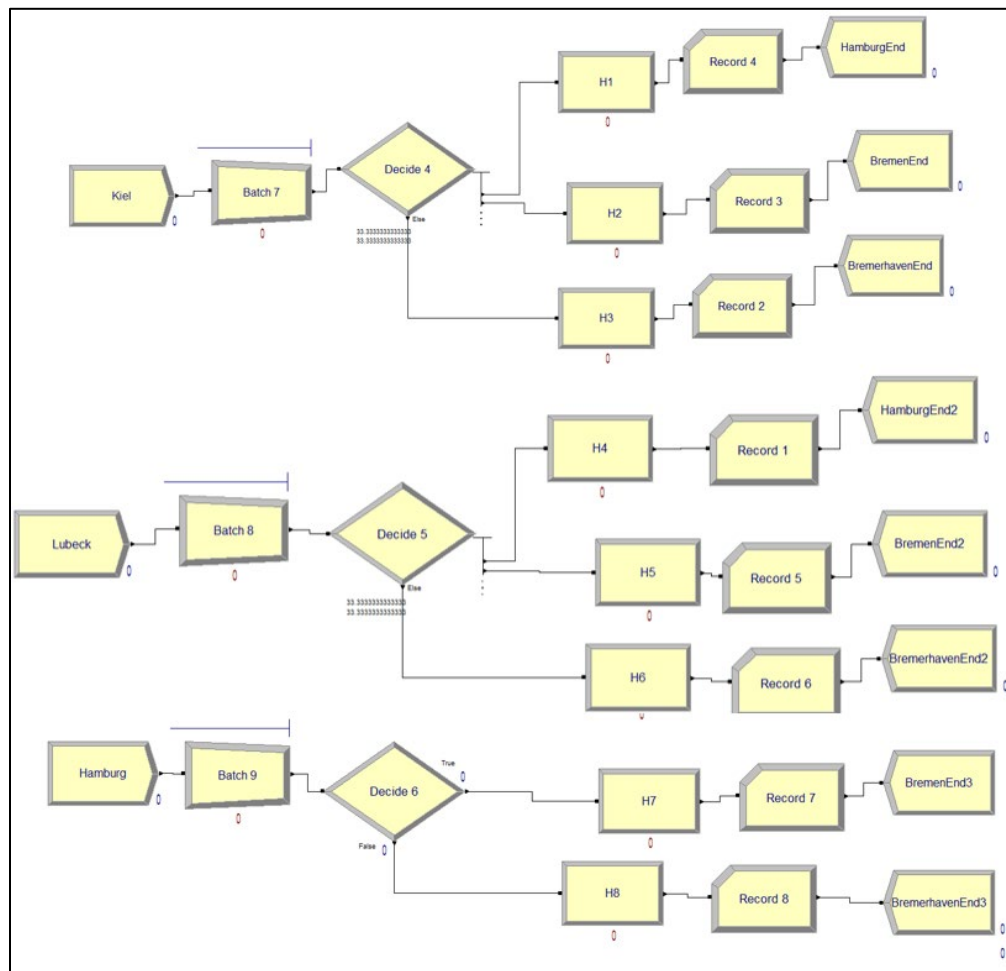 Kiel
0
Batch 7
0
Decide 4
Else
33.3333333333333
33.3333333333333
H1
0
Record 4
HamburgEnd
0
H2
0
Record 3
BremenEnd
0
H3
0
Record 2
BremerhavenEnd
0
Lubeck
0
Batch 8
0
Decide 5
Else
33.3333333333333
33.3333333333333
H4
0
Record 1
HamburgEnd2
0
H5
0
Record 5
BremenEnd2
0
H6
0
Record 6
BremerhavenEnd2
0
Hamburg
0
Batch 9
0
Decide 6
True
0
False
0
H7
0
Record 7
BremenEnd3
0
H8
0
Record 8
BremerhavenEnd3
0
0